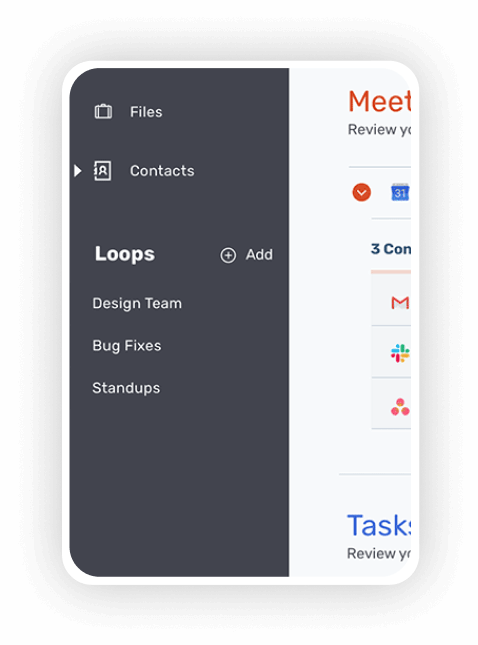 Files
Contacts
Loops
Add
Design Team
Bug Fixes
Standups
Meet
Review yo
31
3 Con
Tasks
Review yo